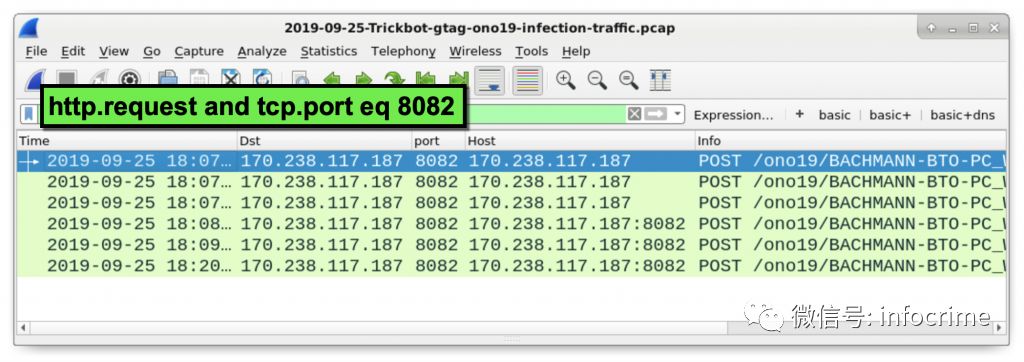 2019-09-25-Trickbot-gtag-ono19-infection-traffic.pcap
File Edit View Go Capture Analyze Statistics Telephony Wireless Tools Help
http.request and tcp.port eq 8082
Expression... + basic basic+ basic+dns
Time Dst port Host Info
2019-09-25 18:07... 170.238.117.187 8082 170.238.117.187 POST /ono19/BACHMANN-BTO-PC_
2019-09-25 18:07... 170.238.117.187 8082 170.238.117.187 POST /ono19/BACHMANN-BTO-PC_
2019-09-25 18:07... 170.238.117.187 8082 170.238.117.187 POST /ono19/BACHMANN-BTO-PC_
2019-09-25 18:08... 170.238.117.187 8082 170.238.117.187:8082 POST /ono19/BACHMANN-BTO-PC_
2019-09-25 18:09... 170.238.117.187 8082 170.238.117.187:8082 POST /ono19/BACHMANN-BTO-PC_
2019-09-25 18:20... 170.238.117.187 8082 170.238.117.187:8082 POST /ono19/BACHMANN-BTO-PC_
微信号: infocrime